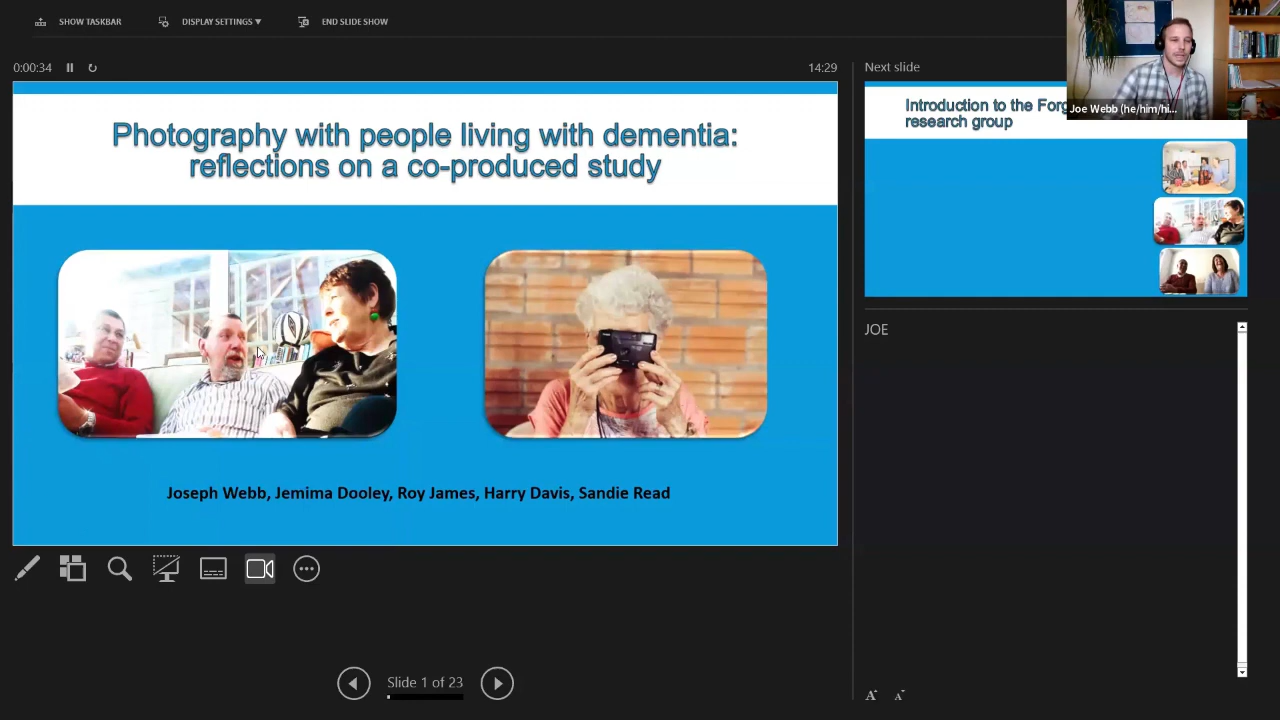 SHOW TASKBAR
DISPLAY SETTINGS ▾
END SLIDE SHOW
0:00:34
14:29
Next slide
Photography with people living with dementia:
reflections on a co-produced study
Joseph Webb, Jemima Dooley, Roy James, Harry Davis, Sandie Read
Slide 1 of 23
Joe Webb (he/him/hi...
Introduction to the Forg
research group
JOE
A
A